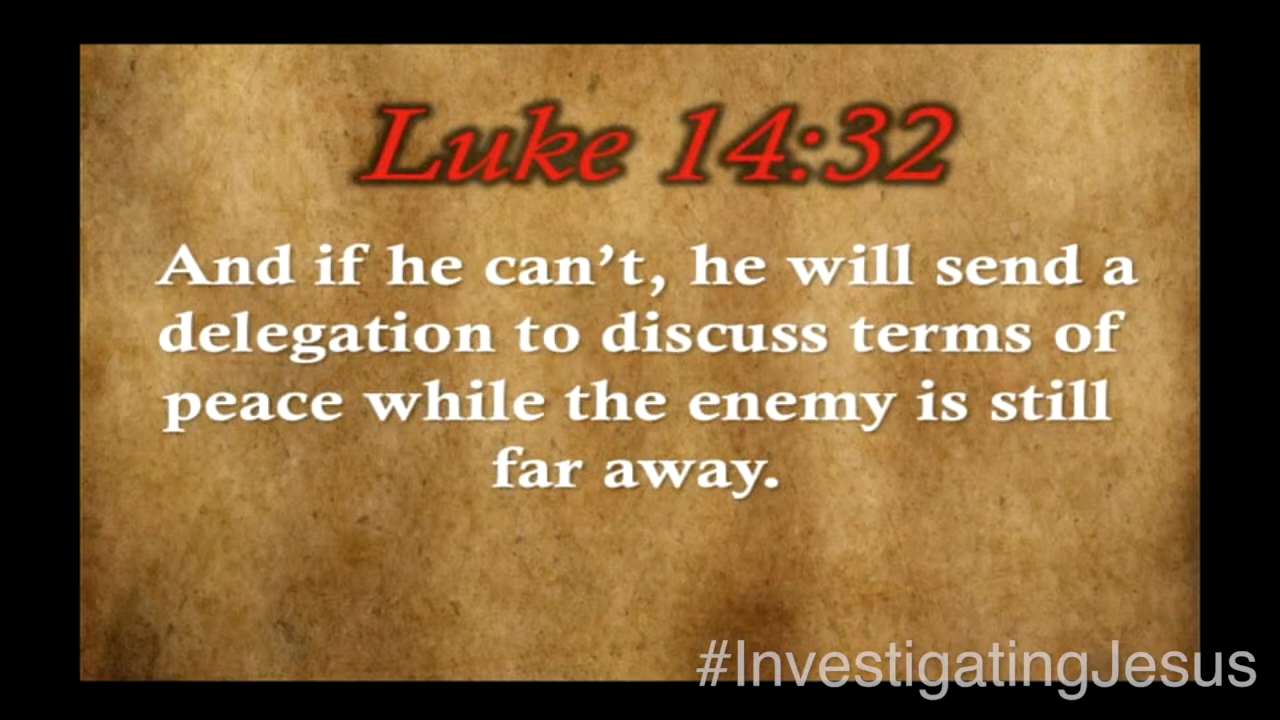 Luke 14:32
And if he can’t, he will send a
delegation to discuss terms of
peace while the enemy is still
far away.
#InvestigatingJesus